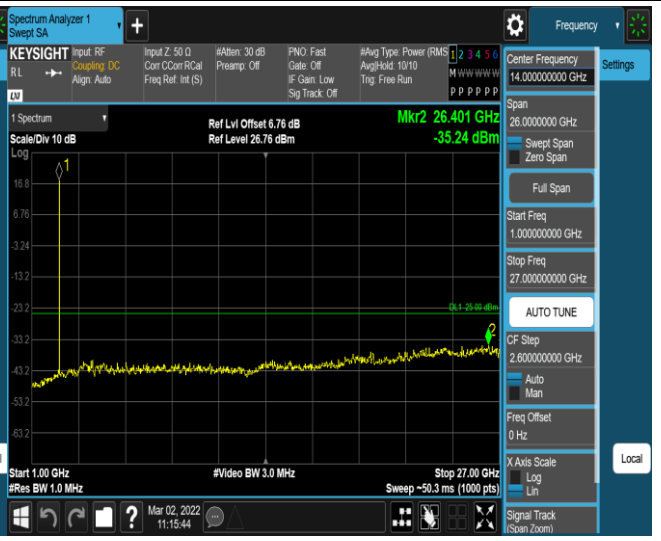 Spectrum Analyzer 1
Swept SA
+
Frequency
KEYSIGHT
RL
LXI
Input: RF
Coupling: DC
Align: Auto
Input Z: 50 Ω
Corr CCorr RCal
Freq Ref: Int (S)
#Atten: 30 dB
Preamp: Off
PNO: Fast
Gate: Off
IF Gain: Low
Sig Track: Off
#Avg Type: Power (RMS
Avg|Hold: 10/10
Trig: Free Run
1 2 3 4 5 6
M W W W W W
P P P P P P
1 Spectrum
Scale/Div 10 dB
Log
Ref Lvl Offset 6.76 dB
Ref Level 26.76 dBm
Mkr2 26.401 GHz
-35.24 dBm
1
16.8
6.76
-3.24
-13.2
-23.2
DL1 -25.00 dBm
2
-33.2
-43.2
-53.2
-63.2
Start 1.00 GHz
#Res BW 1.0 MHz
#Video BW 3.0 MHz
Stop 27.00 GHz
Sweep ~50.3 ms (1000 pts)
?
Mar 02, 2022
11:15:44
Center Frequency
14.000000000 GHz
Span
26.0000000 GHz
Swept Span
Zero Span
Full Span
Start Freq
1.000000000 GHz
Stop Freq
27.000000000 GHz
AUTO TUNE
CF Step
2.600000000 GHz
Auto
Man
Freq Offset
0 Hz
X Axis Scale
Log
Lin
Signal Track
(Span Zoom)
Settings
Local